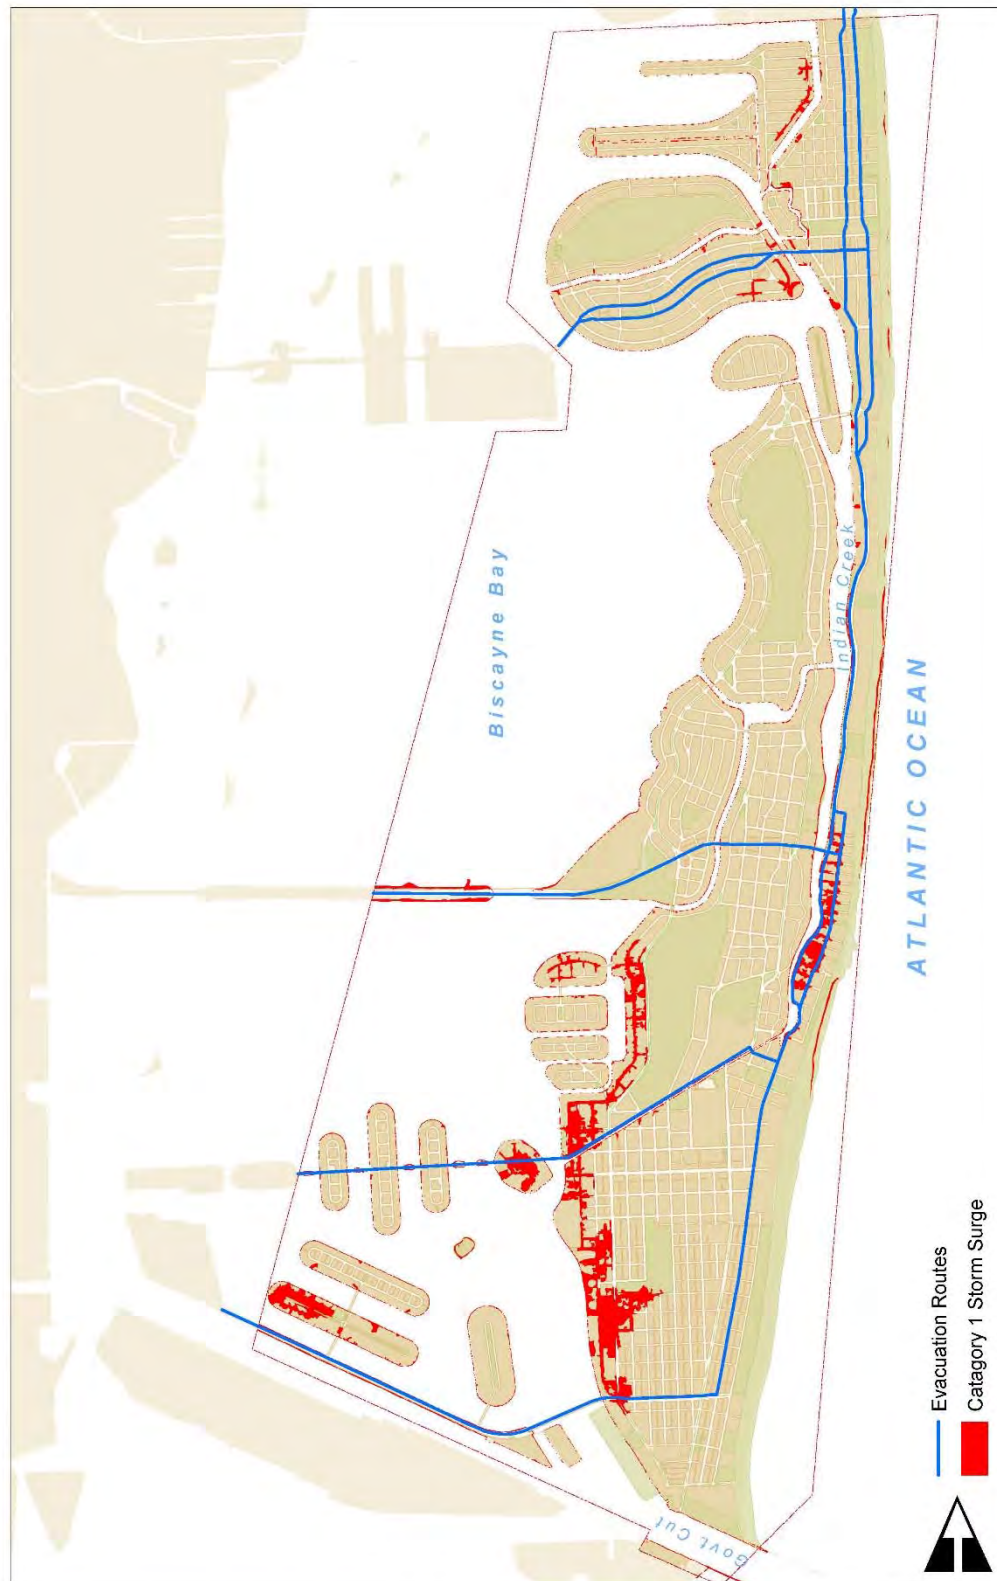 Biscayne Bay
Indian Creek
ATLANTIC OCEAN
Govt Cut
Evacuation Routes
Catagory 1 Storm Surge